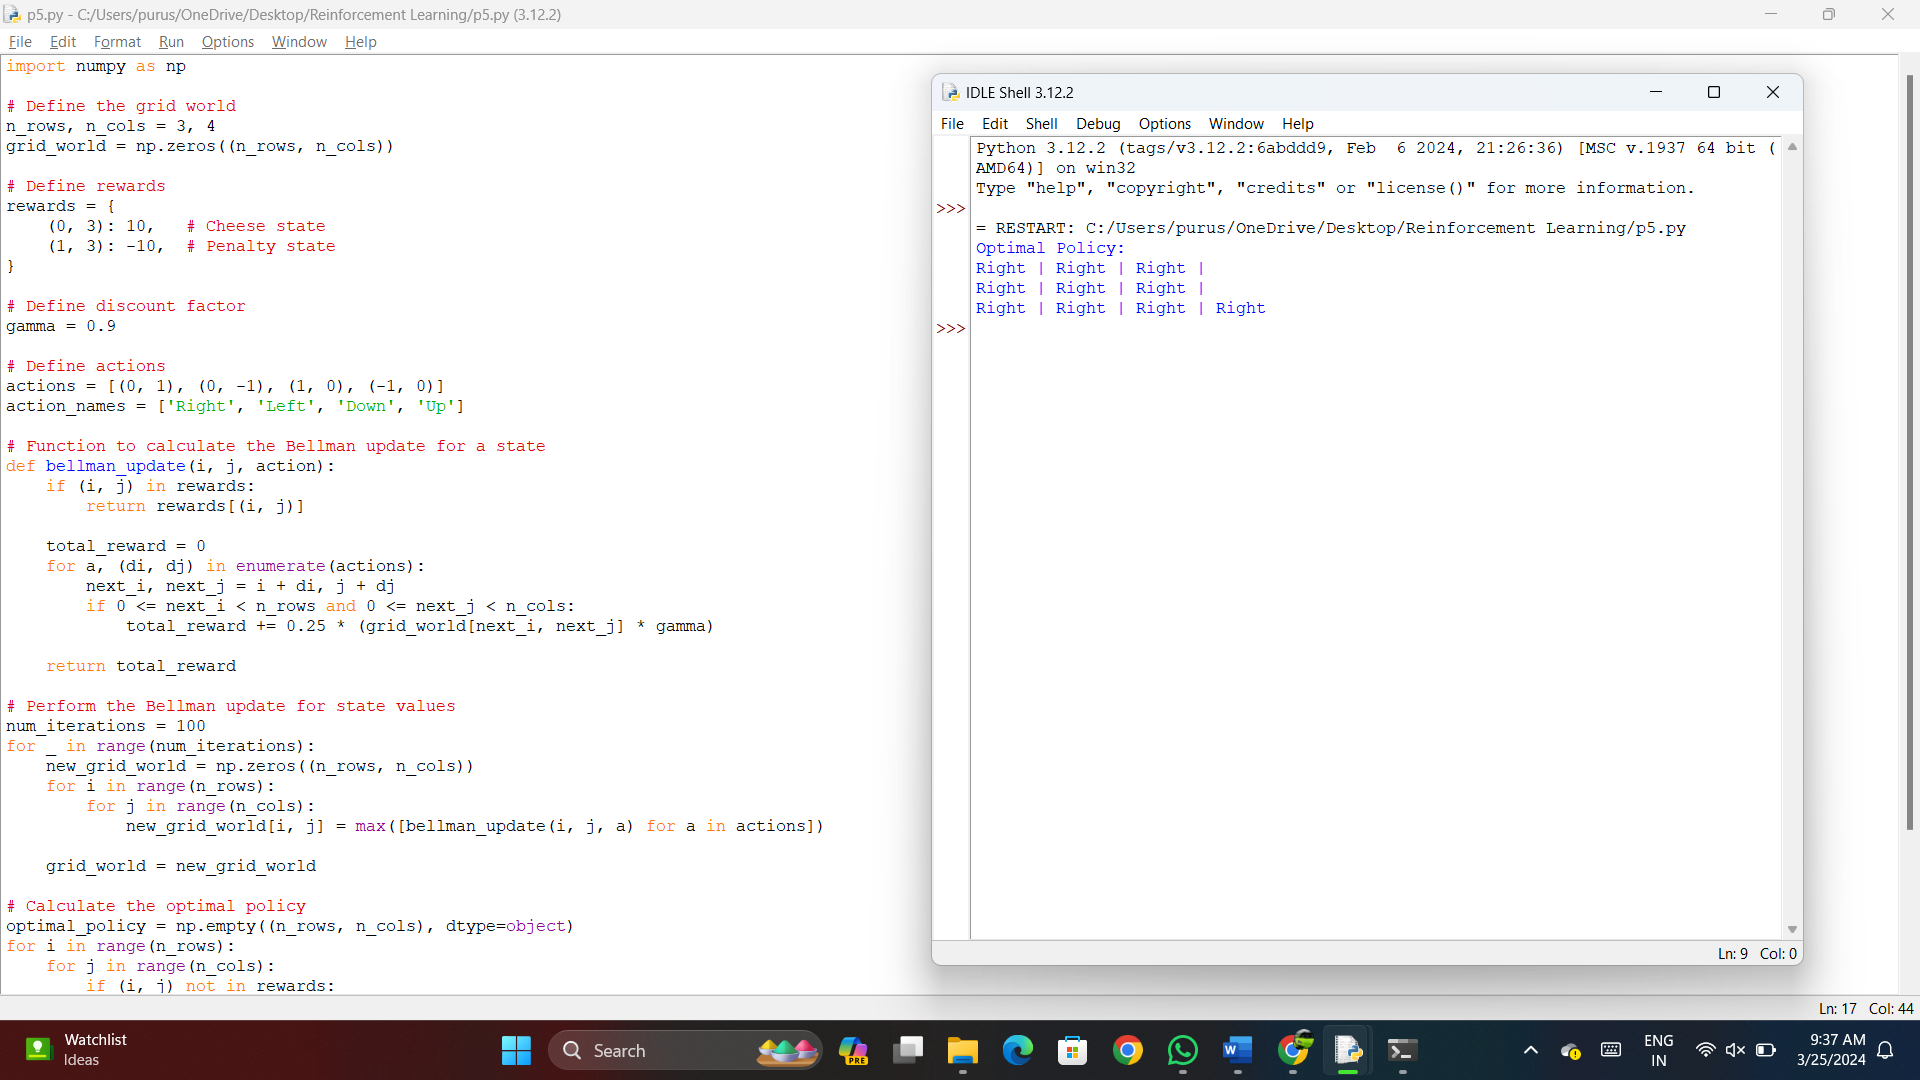 p5.py - C:/Users/purus/OneDrive/Desktop/Reinforcement Learning/p5.py (3.12.2)
File Edit Format Run Options Window Help
import numpy as np
# Define the grid world
n_rows, n_cols = 3, 4
grid_world = np.zeros((n_rows, n_cols))
# Define rewards
rewards = {
    (0, 3): 10,   # Cheese state
    (1, 3): -10,  # Penalty state
}
# Define discount factor
gamma = 0.9
# Define actions
actions = [(0, 1), (0, -1), (1, 0), (-1, 0)]
action_names = ['Right', 'Left', 'Down', 'Up']
# Function to calculate the Bellman update for a state
def bellman_update(i, j, action):
    if (i, j) in rewards:
        return rewards[(i, j)]
    total_reward = 0
    for a, (di, dj) in enumerate(actions):
        next_i, next_j = i + di, j + dj
        if 0 <= next_i < n_rows and 0 <= next_j < n_cols:
            total_reward += 0.25 * (grid_world[next_i, next_j] * gamma)
    return total_reward
# Perform the Bellman update for state values
num_iterations = 100
for _ in range(num_iterations):
    new_grid_world = np.zeros((n_rows, n_cols))
    for i in range(n_rows):
        for j in range(n_cols):
            new_grid_world[i, j] = max([bellman_update(i, j, a) for a in actions])
    grid_world = new_grid_world
# Calculate the optimal policy
optimal_policy = np.empty((n_rows, n_cols), dtype=object)
for i in range(n_rows):
    for j in range(n_cols):
        if (i, j) not in rewards:
Ln: 17 Col: 44
IDLE Shell 3.12.2
File Edit Shell Debug Options Window Help
Python 3.12.2 (tags/v3.12.2:6abddd9, Feb  6 2024, 21:26:36) [MSC v.1937 64 bit (
AMD64)] on win32
Type "help", "copyright", "credits" or "license()" for more information.
>>>
= RESTART: C:/Users/purus/OneDrive/Desktop/Reinforcement Learning/p5.py
Optimal Policy:
Right | Right | Right |
Right | Right | Right |
Right | Right | Right | Right
>>>
Ln: 9 Col: 0
Watchlist
Ideas
Search
PRE
W
ENG
IN
9:37 AM
3/25/2024